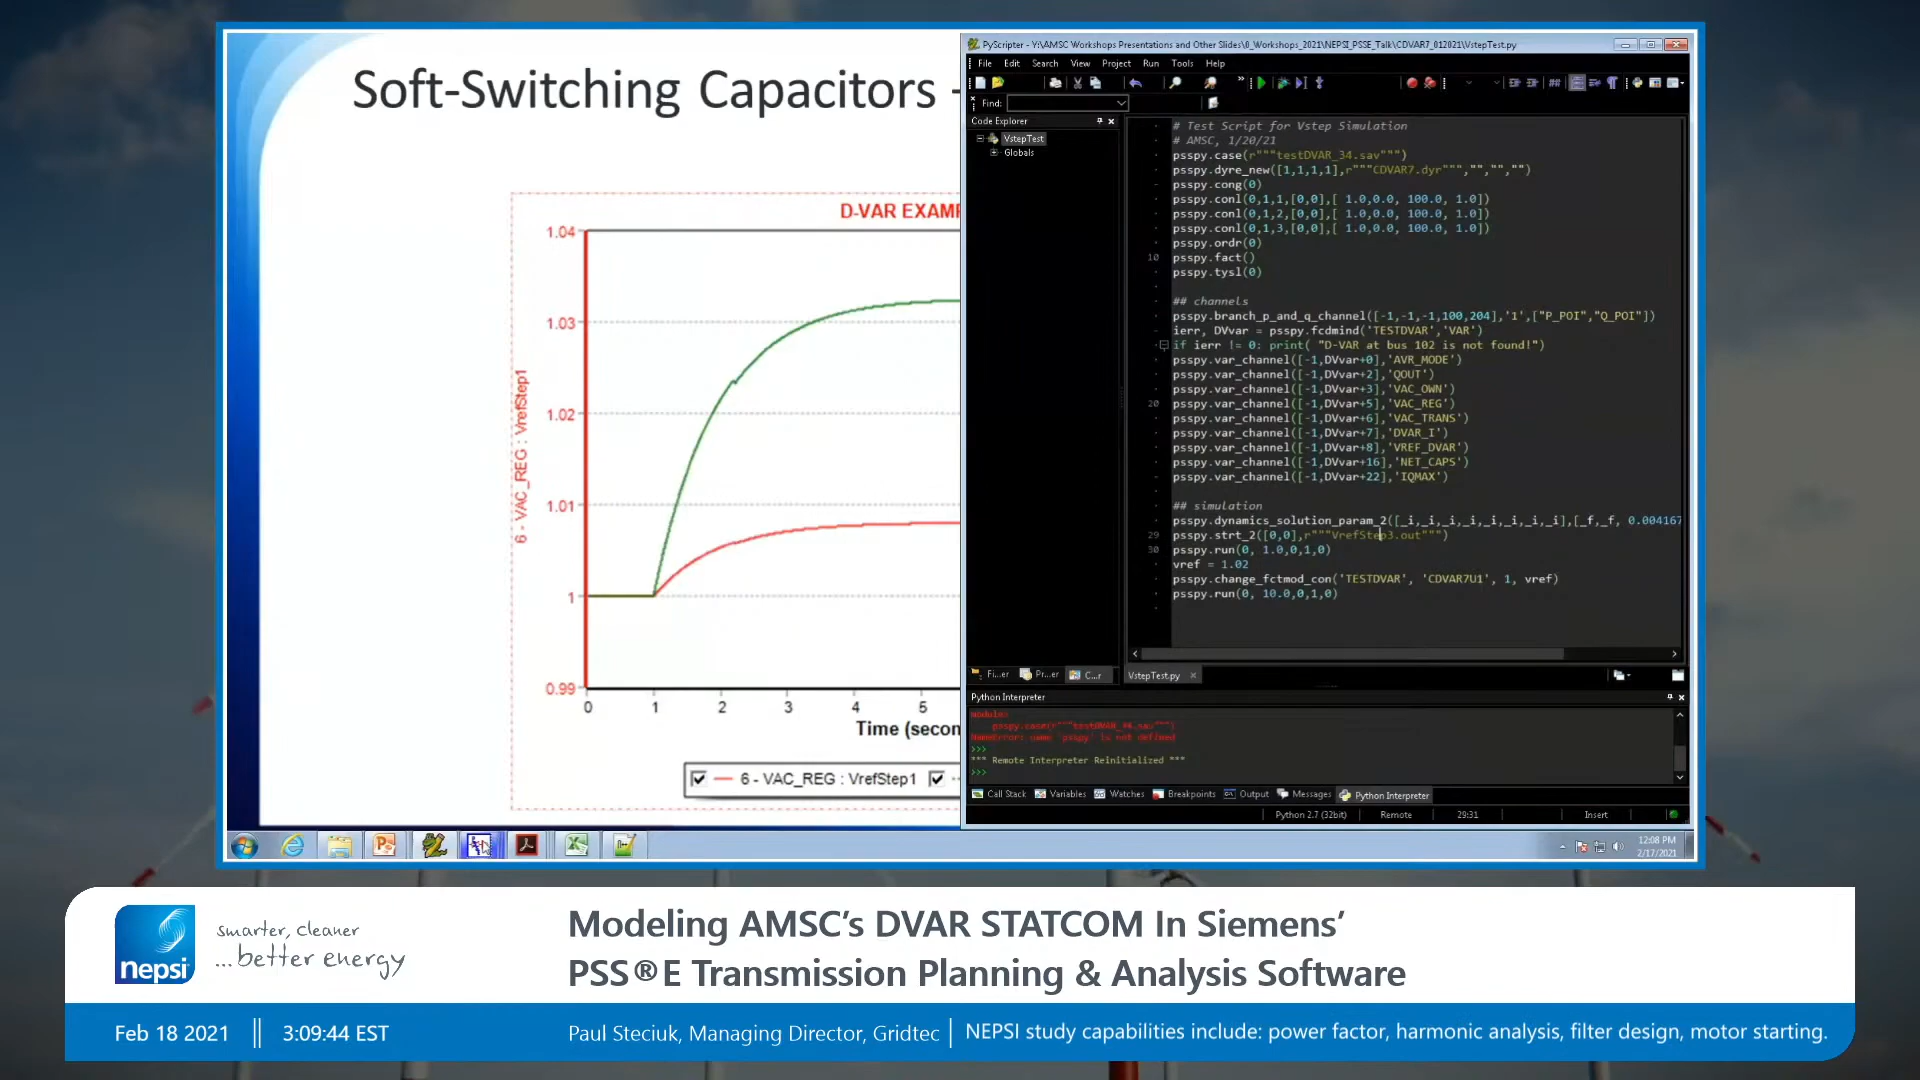 Soft-Switching Capacitors -
D-VAR EXAM
1.04
1.03
1.02
1.01
1
0.99
6 - VAC_REG : VrefStep1
0
1
2
3
4
5
Time (secon
6 - VAC_REG : VrefStep1
PyScripter - Y:\AMSC Workshops Presentations and Other Slides\0_Workshops_2021\NEPSI_PSSE_Talk\CDVAR7_012021\VstepTest.py
File Edit Search View Project Run Tools Help
Find:
Code Explorer
VstepTest
Globals
# Test Script for Vstep Simulation
# AMSC, 1/20/21
psspy.case(r"""testDVAR_34.sav""")
psspy.dyre_new([1,1,1,1],r"""CDVAR7.dyr""","","","")
psspy.cong(0)
psspy.conl(0,1,1,[0,0],[ 1.0,0.0, 100.0, 1.0])
psspy.conl(0,1,2,[0,0],[ 1.0,0.0, 100.0, 1.0])
psspy.conl(0,1,3,[0,0],[ 1.0,0.0, 100.0, 1.0])
psspy.ordr(0)
10 psspy.fact()
psspy.tysl(0)
## channels
psspy.branch_p_and_q_channel([-1,-1,-1,100,204],'1',["P_POI","Q_POI"])
ierr, DVvar = psspy.fcdmind('TESTDVAR','VAR')
if ierr != 0: print( "D-VAR at bus 102 is not found!")
psspy.var_channel([-1,DVvar+0],'AVR_MODE')
psspy.var_channel([-1,DVvar+2],'QOUT')
psspy.var_channel([-1,DVvar+3],'VAC_OWN')
20 psspy.var_channel([-1,DVvar+5],'VAC_REG')
psspy.var_channel([-1,DVvar+6],'VAC_TRANS')
psspy.var_channel([-1,DVvar+7],'DVAR_I')
psspy.var_channel([-1,DVvar+8],'VREF_DVAR')
psspy.var_channel([-1,DVvar+16],'NET_CAPS')
psspy.var_channel([-1,DVvar+22],'IQMAX')
## simulation
psspy.dynamics_solution_param_2([_i,_i,_i,_i,_i,_i,_i,_i],[_f,_f, 0.004167
29 psspy.strt_2([0,0],r"""VrefStep3.out""")
30 psspy.run(0, 1.0,0,1,0)
vref = 1.02
psspy.change_fctmod_con('TESTDVAR', 'CDVAR7U1', 1, vref)
psspy.run(0, 10.0,0,1,0)
Fi...er Pr...er C...r
VstepTest.py
Python Interpreter
module>
psspy.case(r"""testDVAR_34.sav""")
NameError: name 'psspy' is not defined
>>>
*** Remote Interpreter Reinitialized ***
>>>
Call Stack Variables Watches Breakpoints Output Messages Python Interpreter
Python 2.7 (32bit) Remote 29:31 Insert
12:08 PM
2/17/2021
nepsi
smarter, cleaner
...better energy
Modeling AMSC's DVAR STATCOM In Siemens'
PSS®E Transmission Planning & Analysis Software
Feb 18 2021 || 3:09:44 EST
Paul Steciuk, Managing Director, Gridtec | NEPSI study capabilities include: power factor, harmonic analysis, filter design, motor starting.